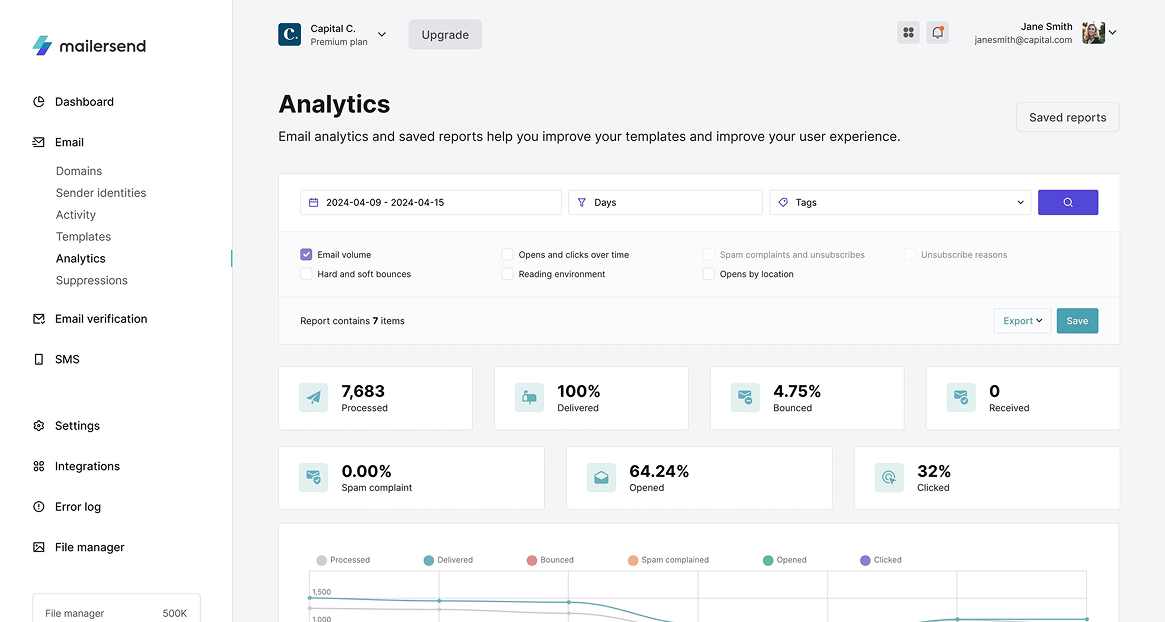 mailersend
Dashboard
Email
Domains
Sender identities
Activity
Templates
Analytics
Suppressions
Email verification
SMS
Settings
Integrations
Error log
File manager
File manager 500K
C.
Capital C.
Premium plan
Upgrade
Jane Smith
janesmith@capital.com
Analytics
Email analytics and saved reports help you improve your templates and improve your user experience.
Saved reports
2024-04-09 - 2024-04-15
Days
Tags
Email volume
Opens and clicks over time
Spam complaints and unsubscribes
Unsubscribe reasons
Hard and soft bounces
Reading environment
Opens by location
Report contains 7 items
Export
Save
7,683
Processed
100%
Delivered
4.75%
Bounced
0
Received
0.00%
Spam complaint
64.24%
Opened
32%
Clicked
Processed
Delivered
Bounced
Spam complained
Opened
Clicked
1,500
1,000